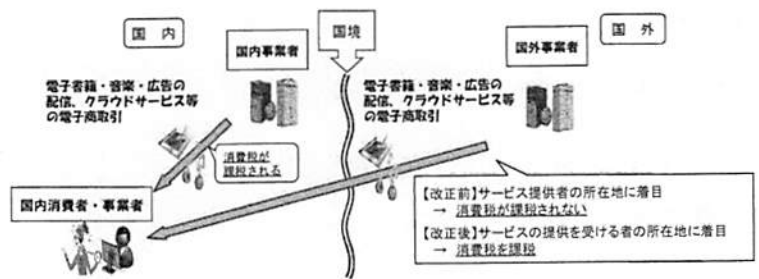 国内
国境
国外
国内事業者
国外事業者
電子書籍・音楽・広告の
配信、クラウドサービス等
の電子商取引
電子書籍・音楽・広告の
配信、クラウドサービス等
の電子商取引
消費税が
課税される
国内消費者・事業者
【改正前】サービス提供者の所在地に着目
→ 消費税が課税されない
【改正後】サービスの提供を受ける者の所在地に着目
→ 消費税を課税